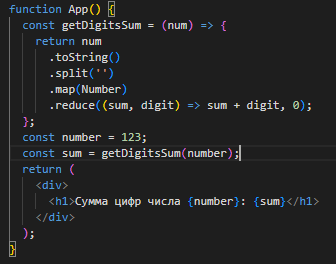 function App() {
  const getDigitsSum = (num) => {
    return num
      .toString()
      .split('')
      .map(Number)
      .reduce((sum, digit) => sum + digit, 0);
  };
  const number = 123;
  const sum = getDigitsSum(number);
  return (
    <div>
      <h1>Сумма цифр числа {number}: {sum}</h1>
    </div>
  );
}